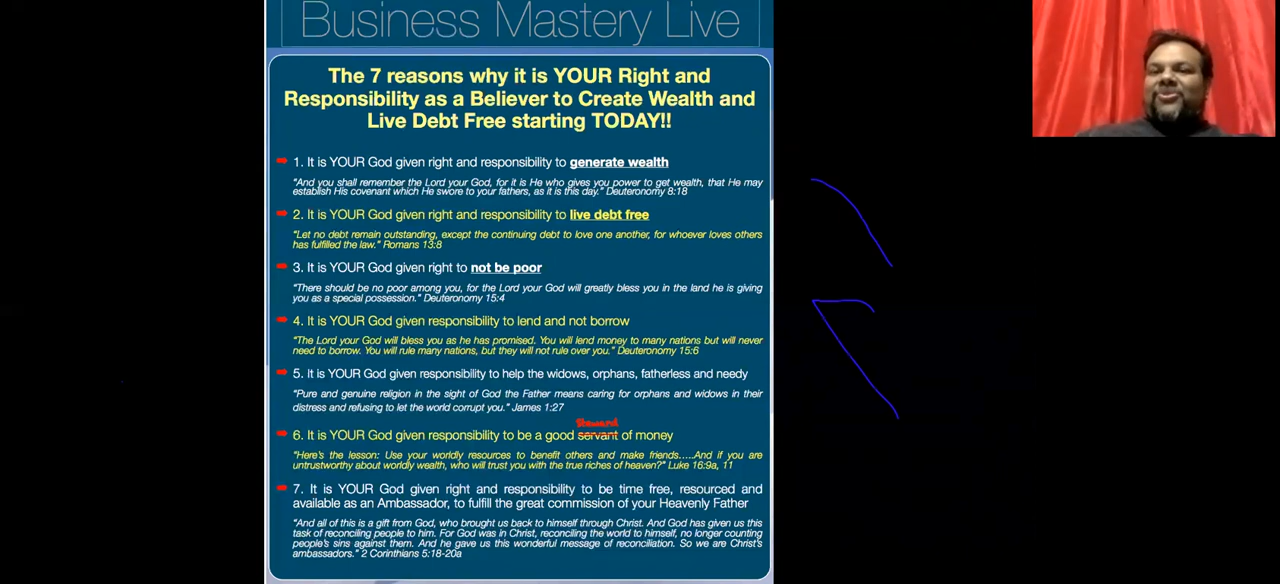 Business Mastery Live
The 7 reasons why it is YOUR Right and
Responsibility as a Believer to Create Wealth and
Live Debt Free starting TODAY!!
1. It is YOUR God given right and responsibility to generate wealth
"And you shall remember the Lord your God, for it is He who gives you power to get wealth, that He may
establish His covenant which He swore to your fathers, as it is this day." Deuteronomy 8:18
2. It is YOUR God given right and responsibility to live debt free
"Let no debt remain outstanding, except the continuing debt to love one another, for whoever loves others
has fulfilled the law." Romans 13:8
3. It is YOUR God given right to not be poor
"There should be no poor among you, for the Lord your God will greatly bless you in the land he is giving
you as a special possession." Deuteronomy 15:4
4. It is YOUR God given responsibility to lend and not borrow
"The Lord your God will bless you as he has promised. You will lend money to many nations but will never
need to borrow. You will rule many nations, but they will not rule over you." Deuteronomy 15:6
5. It is YOUR God given responsibility to help the widows, orphans, fatherless and needy
"Pure and genuine religion in the sight of God the Father means caring for orphans and widows in their
distress and refusing to let the world corrupt you." James 1:27
Steward
6. It is YOUR God given responsibility to be a good servant of money
"Here's the lesson: Use your worldly resources to benefit others and make friends.....And if you are
untrustworthy about worldly wealth, who will trust you with the true riches of heaven?" Luke 16:9a, 11
7. It is YOUR God given right and responsibility to be time free, resourced and
available as an Ambassador, to fulfill the great commission of your Heavenly Father
"And all of this is a gift from God, who brought us back to himself through Christ. And God has given us this
task of reconciling people to him. For God was in Christ, reconciling the world to himself, no longer counting
people's sins against them. And he gave us this wonderful message of reconciliation. So we are Christ's
ambassadors." 2 Corinthians 5:18-20a